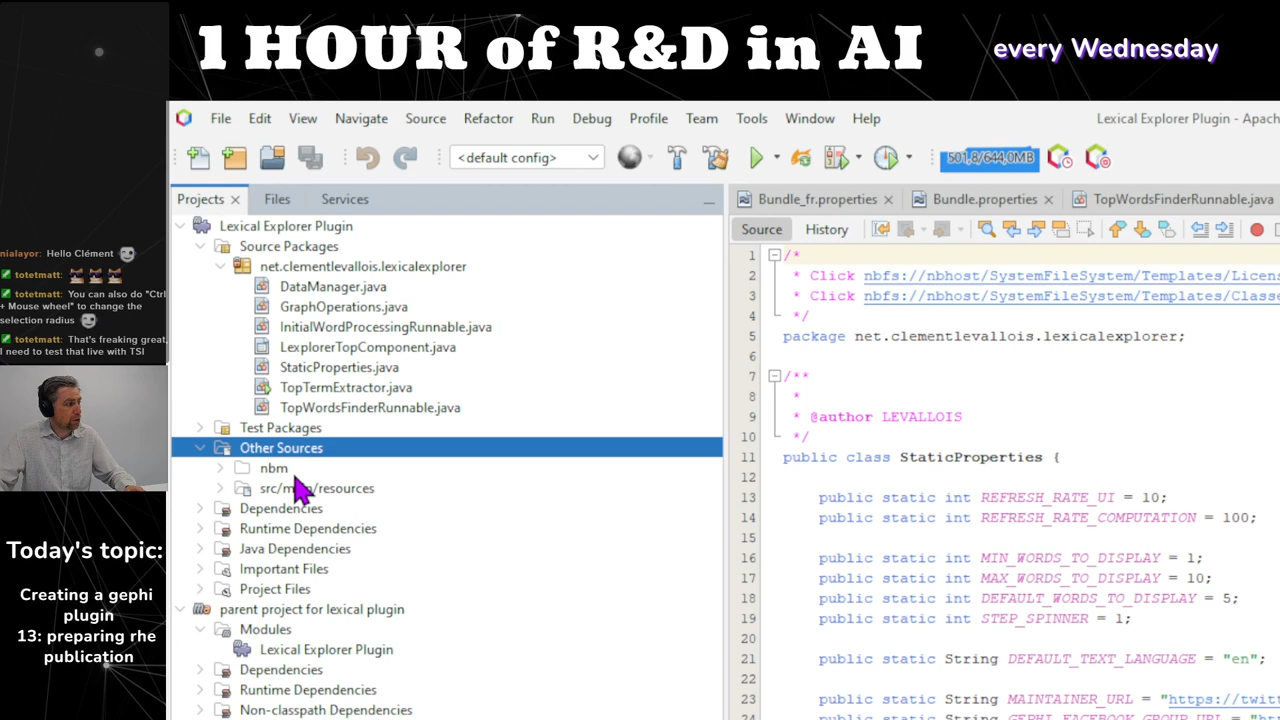 1 HOUR of R&D in AI
every Wednesday
File Edit View Navigate Source Refactor Run Debug Profile Team Tools Window Help
Lexical Explorer Plugin - Apach
<default config>
501,8/644,0MB
Projects Files Services
Bundle_fr.properties Bundle.properties TopWordsFinderRunnable.java
Source History
Lexical Explorer Plugin
Source Packages
net.clementlevallois.lexicalexplorer
DataManager.java
GraphOperations.java
InitialWordProcessingRunnable.java
LexplorerTopComponent.java
StaticProperties.java
TopTermExtractor.java
TopWordsFinderRunnable.java
Test Packages
Other Sources
nbm
Dependencies
Runtime Dependencies
Java Dependencies
Important Files
Project Files
parent project for lexical plugin
Modules
Lexical Explorer Plugin
Dependencies
Runtime Dependencies
Non-classpath Dependencies
1 /*
2 * Click nbfs://nbhost/SystemFileSystem/Templates/Licens
3 * Click nbfs://nbhost/SystemFileSystem/Templates/Classe
4 */
5 package net.clementlevallois.lexicalexplorer;
6
7 /**
8 *
9 * @author LEVALLOIS
10 */
11 public class StaticProperties {
12
13 public static int REFRESH_RATE_UI = 10;
14 public static int REFRESH_RATE_COMPUTATION = 100;
15
16 public static int MIN_WORDS_TO_DISPLAY = 1;
17 public static int MAX_WORDS_TO_DISPLAY = 10;
18 public static int DEFAULT_WORDS_TO_DISPLAY = 5;
19 public static int STEP_SPINNER = 1;
20
21 public static String DEFAULT_TEXT_LANGUAGE = "en";
22
23 public static String MAINTAINER_URL = "https://twitt
24 public static String GEPHI_FACEBOOK_GROUP_URL = "ht
nialayor: Hello Clément
totetmatt:
totetmatt: You can also do "Ctrl
+ Mouse wheel" to change the
selection radius
totetmatt: That's freaking great,
I need to test that live with TSI
Today's topic:
Creating a gephi
plugin
13: preparing rhe
publication